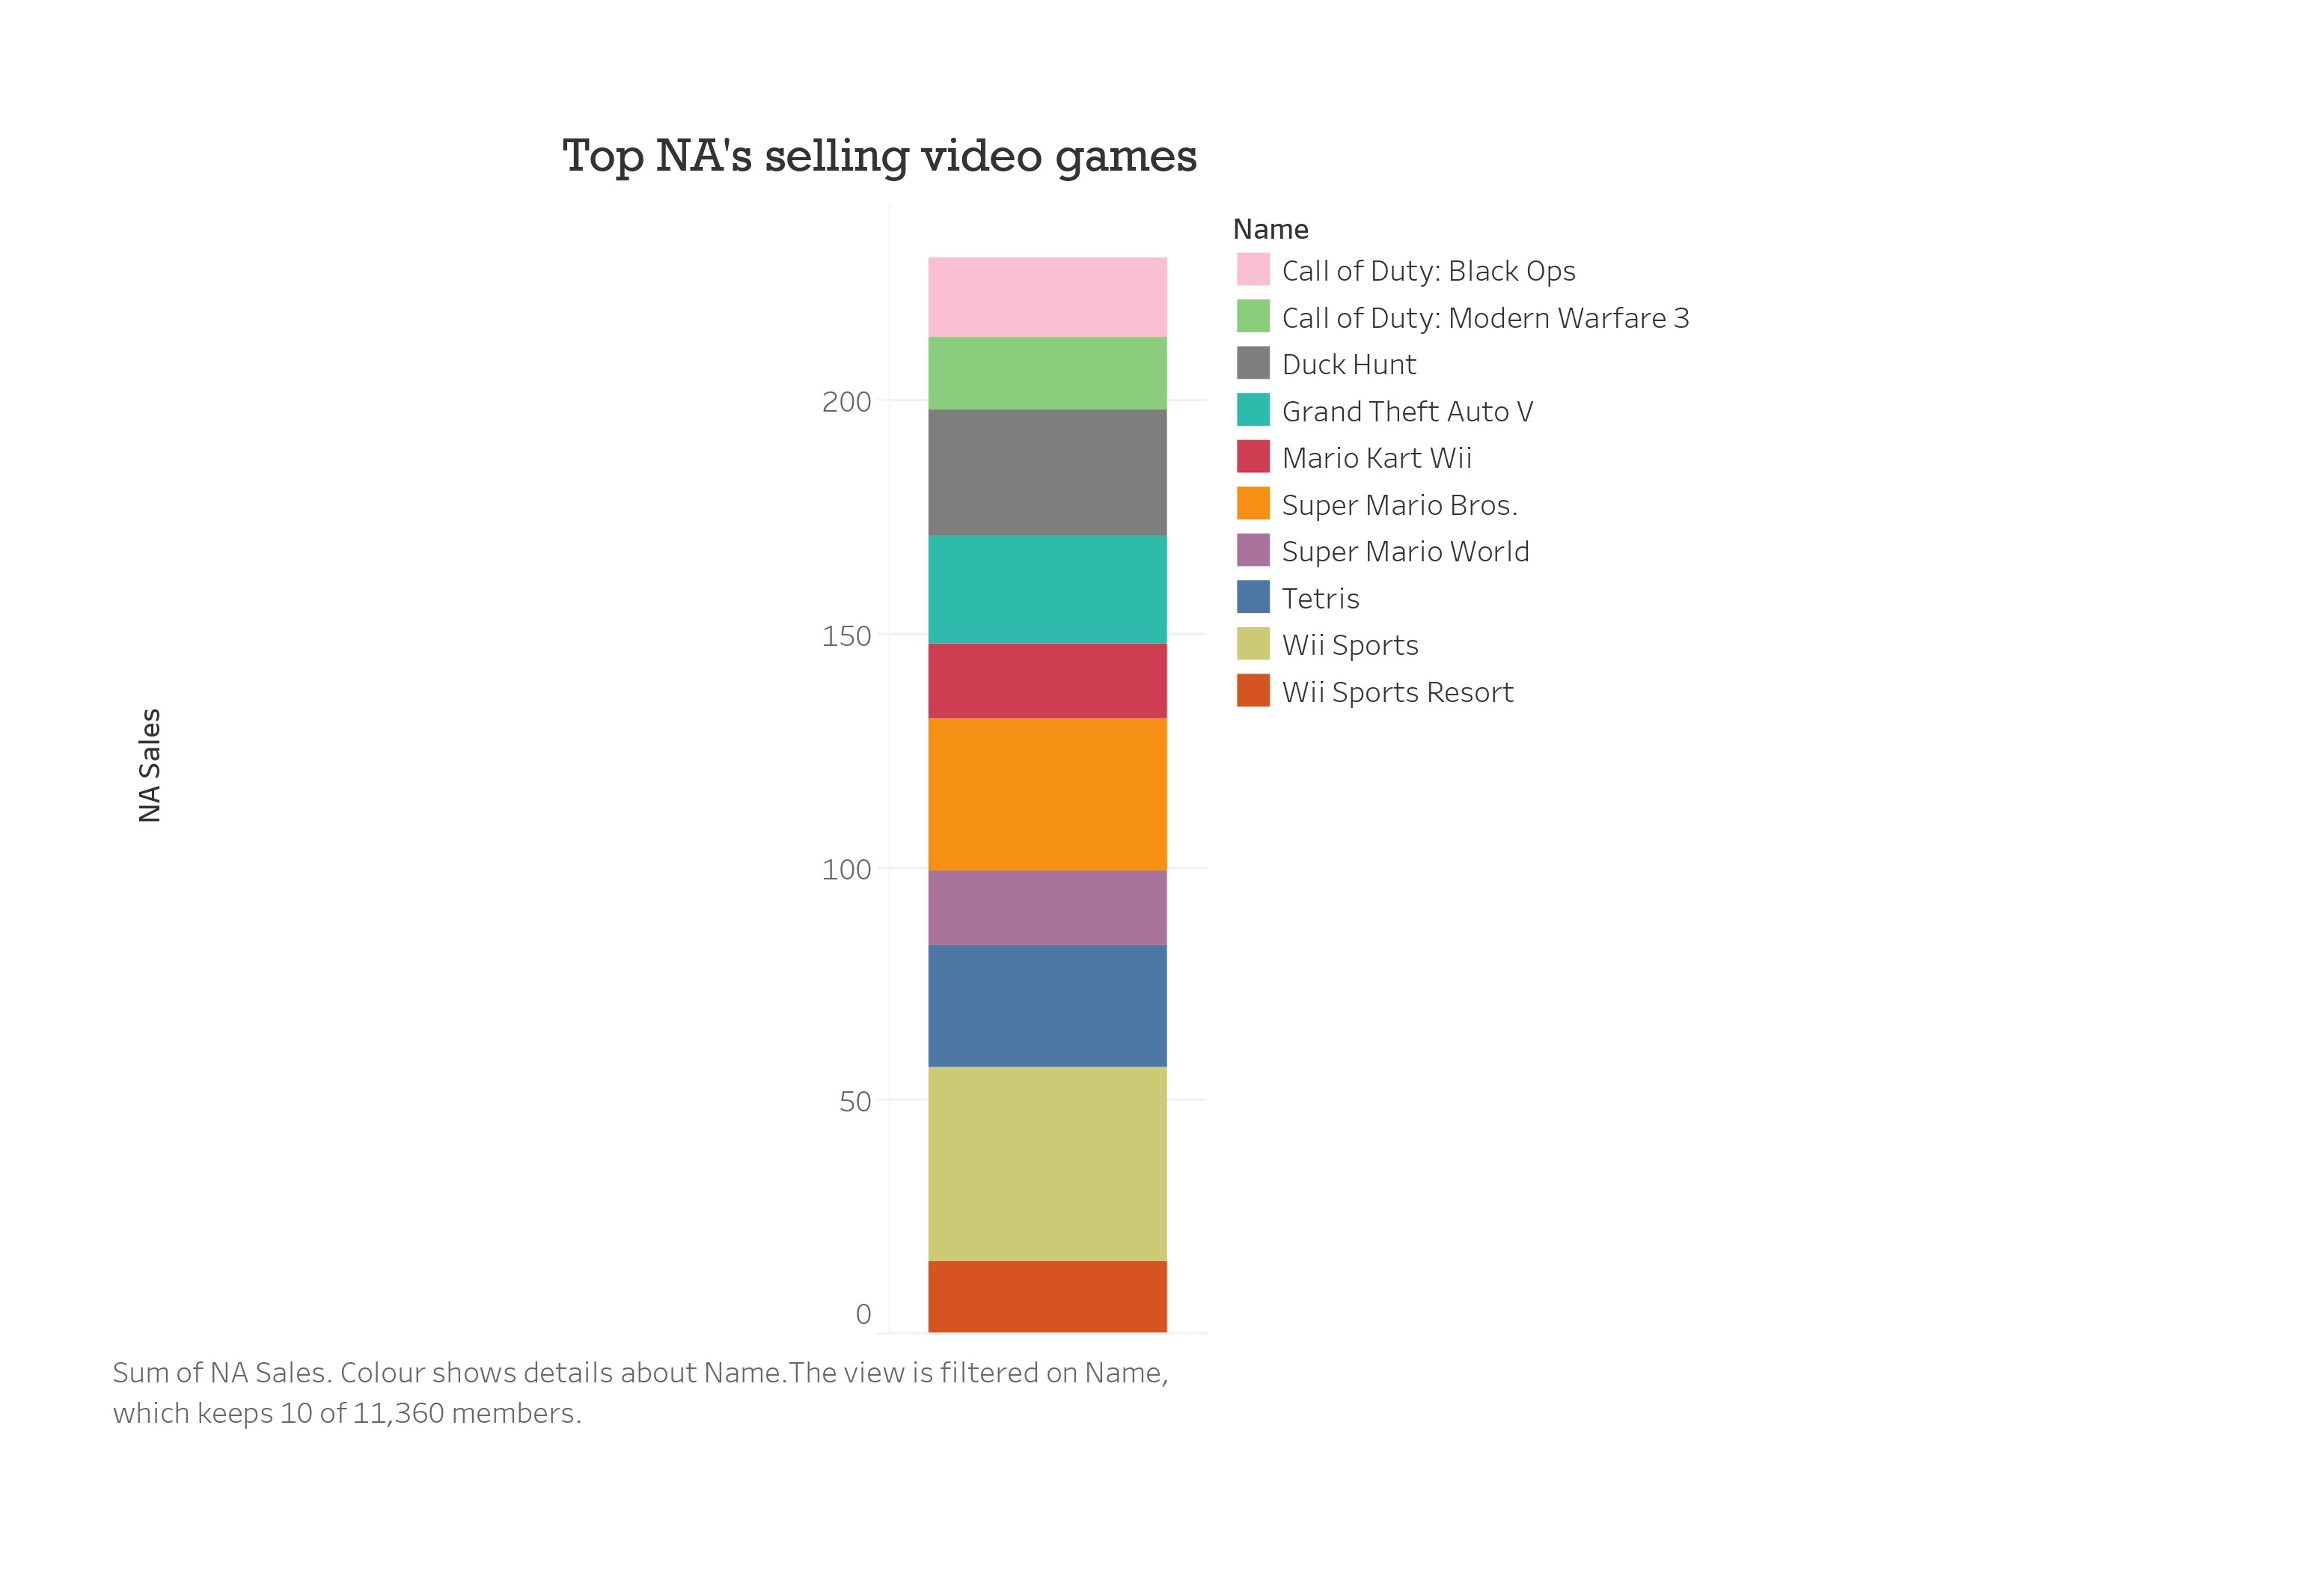 Top NA's selling video games
Name
Call of Duty: Black Ops
Call of Duty: Modern Warfare 3
Duck Hunt
Grand Theft Auto V
Mario Kart Wii
Super Mario Bros.
Super Mario World
Tetris
Wii Sports
Wii Sports Resort
200
150
100
50
0
NA Sales
Sum of NA Sales. Colour shows details about Name.The view is filtered on Name,
which keeps 10 of 11,360 members.